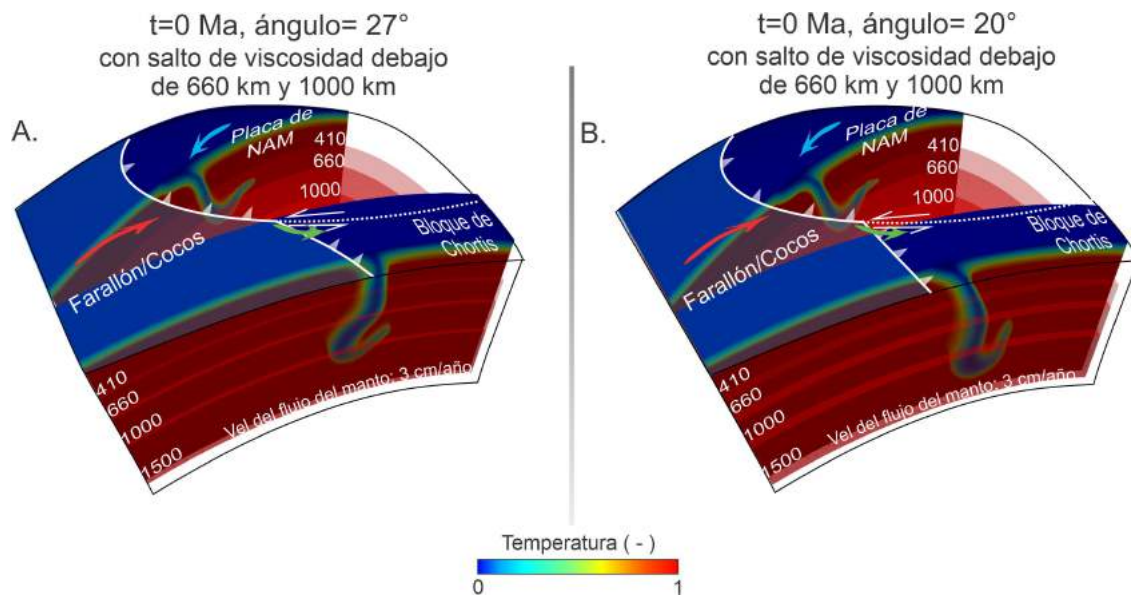 t=0 Ma, ángulo= 27°
con salto de viscosidad debajo
de 660 km y 1000 km
A.
Placa de
NAM
410
660
1000
Farallón/Cocos
Bloque de
Chortis
410
660
1000
1500
Vel del flujo del manto: 3 cm/año
t=0 Ma, ángulo= 20°
con salto de viscosidad debajo
de 660 km y 1000 km
B.
Placa de
NAM
410
660
1000
Farallón/Cocos
Bloque de
Chortis
410
660
1000
1500
Vel del flujo del manto: 3 cm/año
Temperatura ( - )
0
1